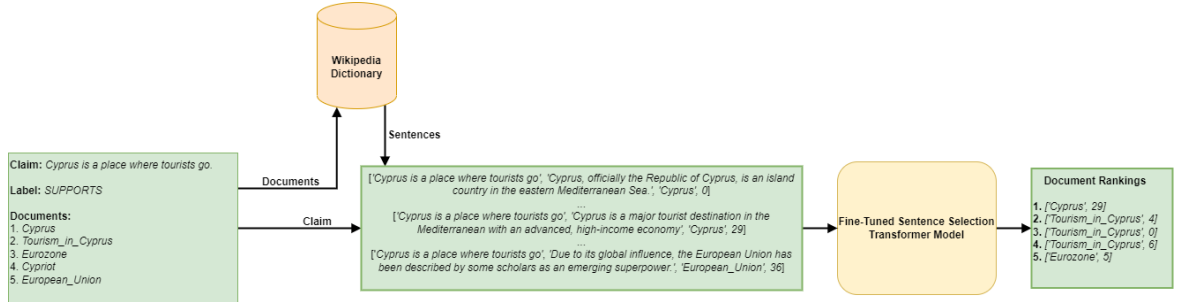 Wikipedia
Dictionary
Sentences
Claim: Cyprus is a place where tourists go.
Label: SUPPORTS
Documents:
1. Cyprus
2. Tourism_in_Cyprus
3. Eurozone
4. Cypriot
5. European_Union
Documents
Claim
['Cyprus is a place where tourists go', 'Cyprus, officially the Republic of Cyprus, is an island
country in the eastern Mediterranean Sea.', 'Cyprus', 0]
...
['Cyprus is a place where tourists go', 'Cyprus is a major tourist destination in the
Mediterranean with an advanced, high-income economy', 'Cyprus', 29]
...
['Cyprus is a place where tourists go', 'Due to its global influence, the European Union has
been described by some scholars as an emerging superpower.', 'European_Union', 36]
Fine-Tuned Sentence Selection
Transformer Model
Document Rankings
1. ['Cyprus', 29]
2. ['Tourism_in_Cyprus', 4]
3. ['Tourism_in_Cyprus', 0]
4. ['Tourism_in_Cyprus', 6]
5. ['Eurozone', 5]